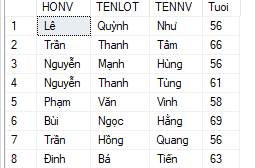 HONV TENLOT TENNV Tuoi
1 Lê Quỳnh Như 56
2 Trần Thanh Tâm 66
3 Nguyễn Mạnh Hùng 56
4 Nguyễn Thanh Tùng 61
5 Phạm Văn Vinh 58
6 Bùi Ngọc Hằng 69
7 Trần Hồng Quang 56
8 Đinh Bá Tiến 63